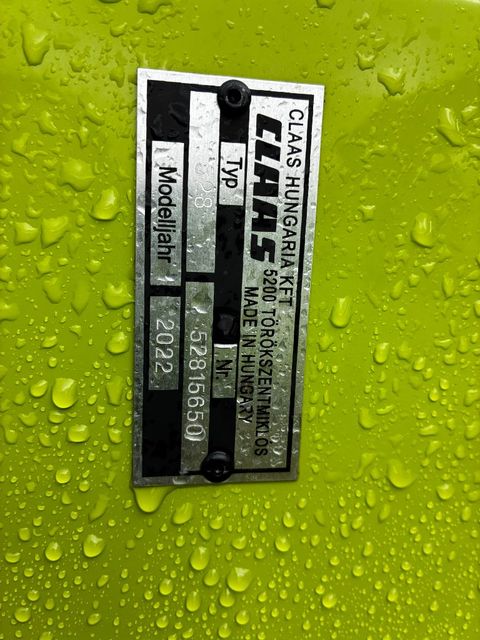 CLAAS HUNGARIA KFT
5200 TÖRÖKSZENTMIKLÓS
CLAAS
MADE IN HUNGARY
Typ
Nr.
52815650
Modelljahr
2022